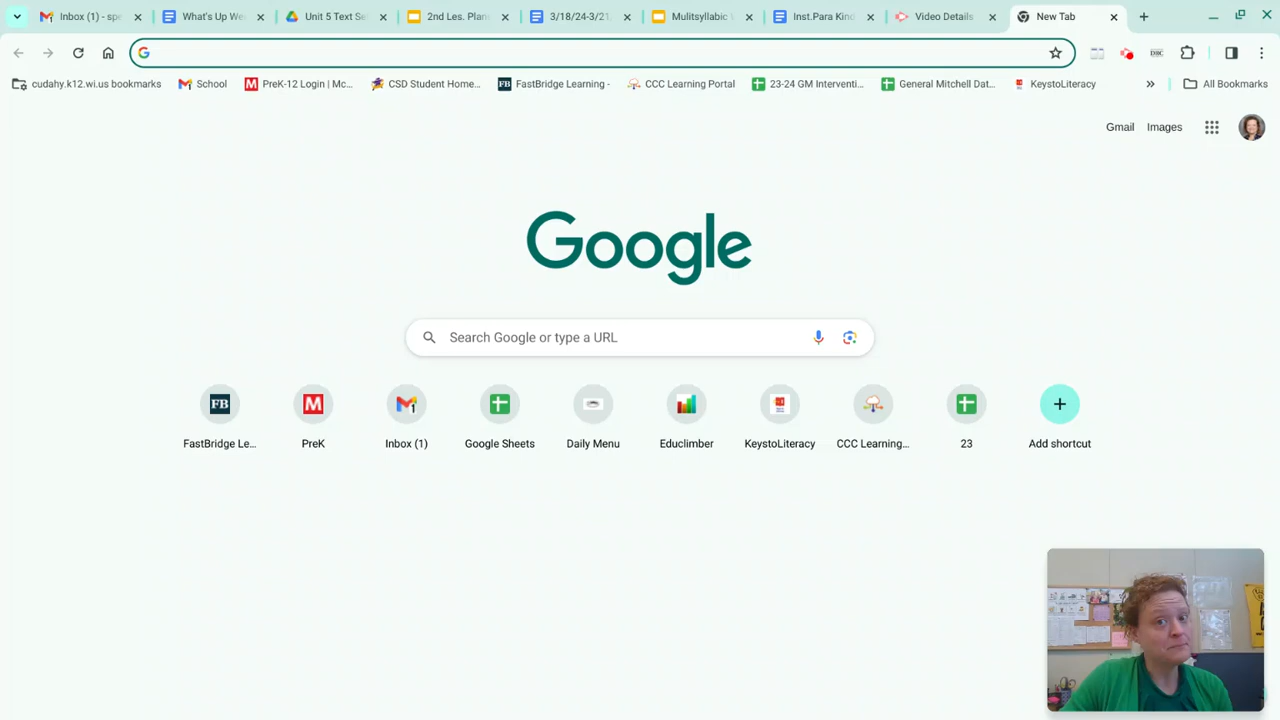 Inbox (1) - spe
What's Up We
Unit 5 Text Se
2nd Les. Plan
3/18/24-3/21
Mulitsyllabic
Inst.Para Kind
Video Details
New Tab
cudahy.k12.wi.us bookmarks
School
PreK-12 Login | Mc...
CSD Student Home...
FastBridge Learning -
CCC Learning Portal
23-24 GM Interventi...
General Mitchell Dat...
KeystoLiteracy
All Bookmarks
Gmail
Images
Google
Search Google or type a URL
FB
FastBridge Le...
M
PreK
Inbox (1)
Google Sheets
Daily Menu
Educlimber
KeystoLiteracy
CCC Learning...
23
Add shortcut